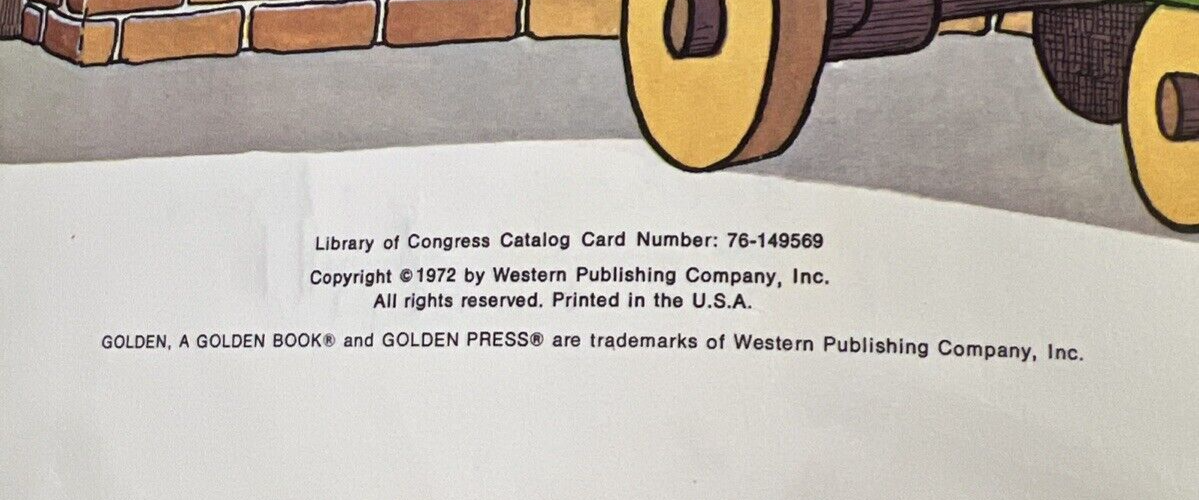 Library of Congress Catalog Card Number: 76-149569
Copyright © 1972 by Western Publishing Company, Inc.
All rights reserved. Printed in the U.S.A.
GOLDEN, A GOLDEN BOOK® and GOLDEN PRESS® are trademarks of Western Publishing Company, Inc.